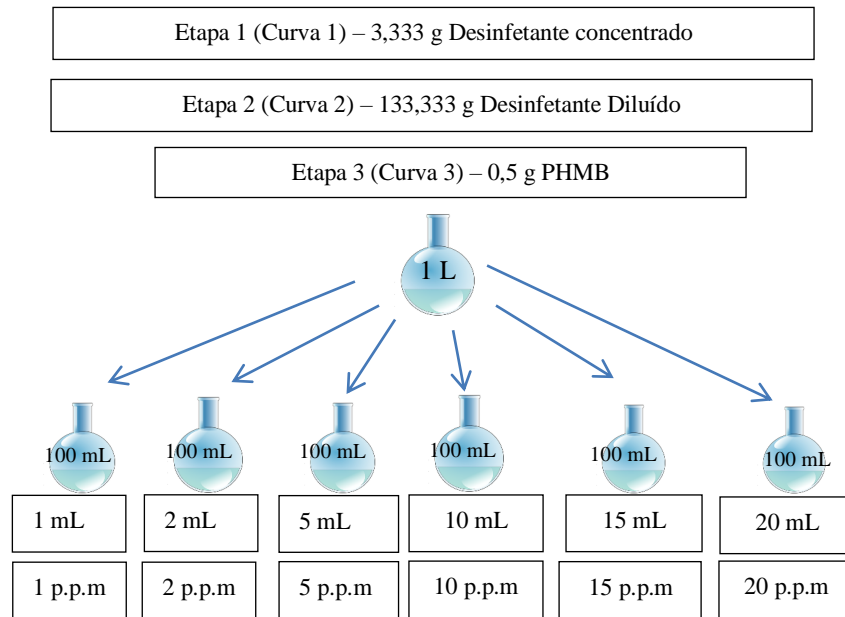 Etapa 1 (Curva 1) – 3,333 g Desinfetante concentrado
Etapa 2 (Curva 2) – 133,333 g Desinfetante Diluído
Etapa 3 (Curva 3) – 0,5 g PHMB
1 L
100 mL 100 mL 100 mL 100 mL 100 mL 100 mL
1 mL 2 mL 5 mL 10 mL 15 mL 20 mL
1 p.p.m 2 p.p.m 5 p.p.m 10 p.p.m 15 p.p.m 20 p.p.m